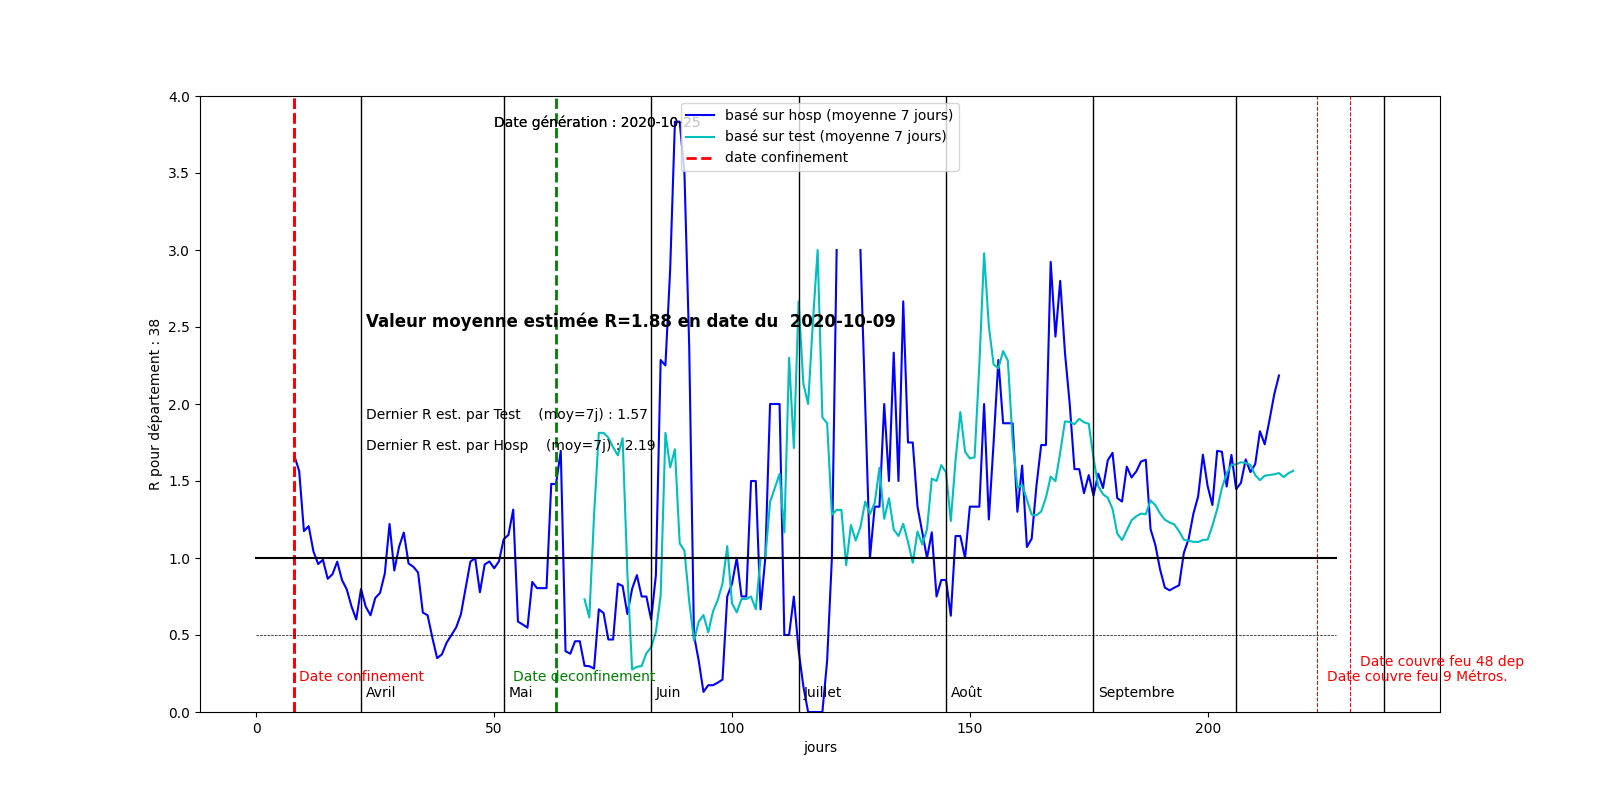 4.0
3.5
3.0
2.5
2.0
1.5
1.0
0.5
0.0
R pour département : 38
Date génération : 2020-10-25
basé sur hosp (moyenne 7 jours)
basé sur test (moyenne 7 jours)
date confinement
Valeur moyenne estimée R=1.88 en date du  2020-10-09
Dernier R est. par Test    (moy=7j) : 1.57
Dernier R est. par Hosp    (moy=7j) : 2.19
Date couvre feu 48 dep
Date confinement
Date deconfinement
Date couvre feu 9 Métros.
Avril
Mai
Juin
Juillet
Août
Septembre
0
50
100
150
200
jours